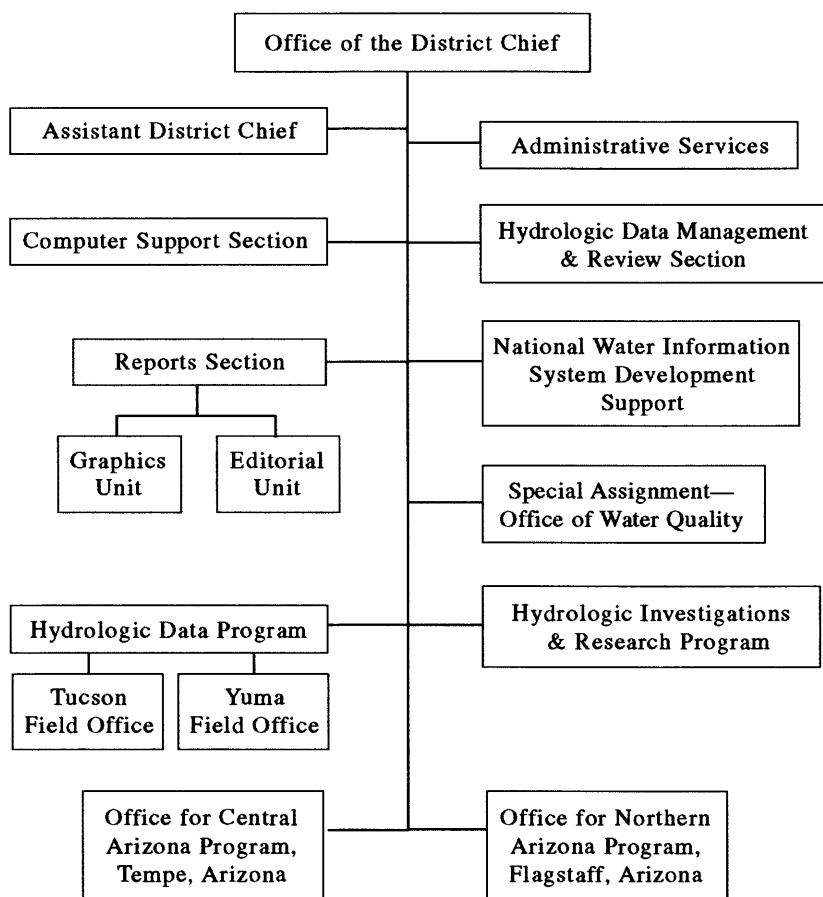 Office of the District Chief
Assistant District Chief
Administrative Services
Computer Support Section
Hydrologic Data Management
& Review Section
Reports Section
National Water Information
System Development
Support
Graphics
Unit
Editorial
Unit
Special Assignment—
Office of Water Quality
Hydrologic Data Program
Hydrologic Investigations
& Research Program
Tucson
Field Office
Yuma
Field Office
Office for Central
Arizona Program,
Tempe, Arizona
Office for Northern
Arizona Program,
Flagstaff, Arizona